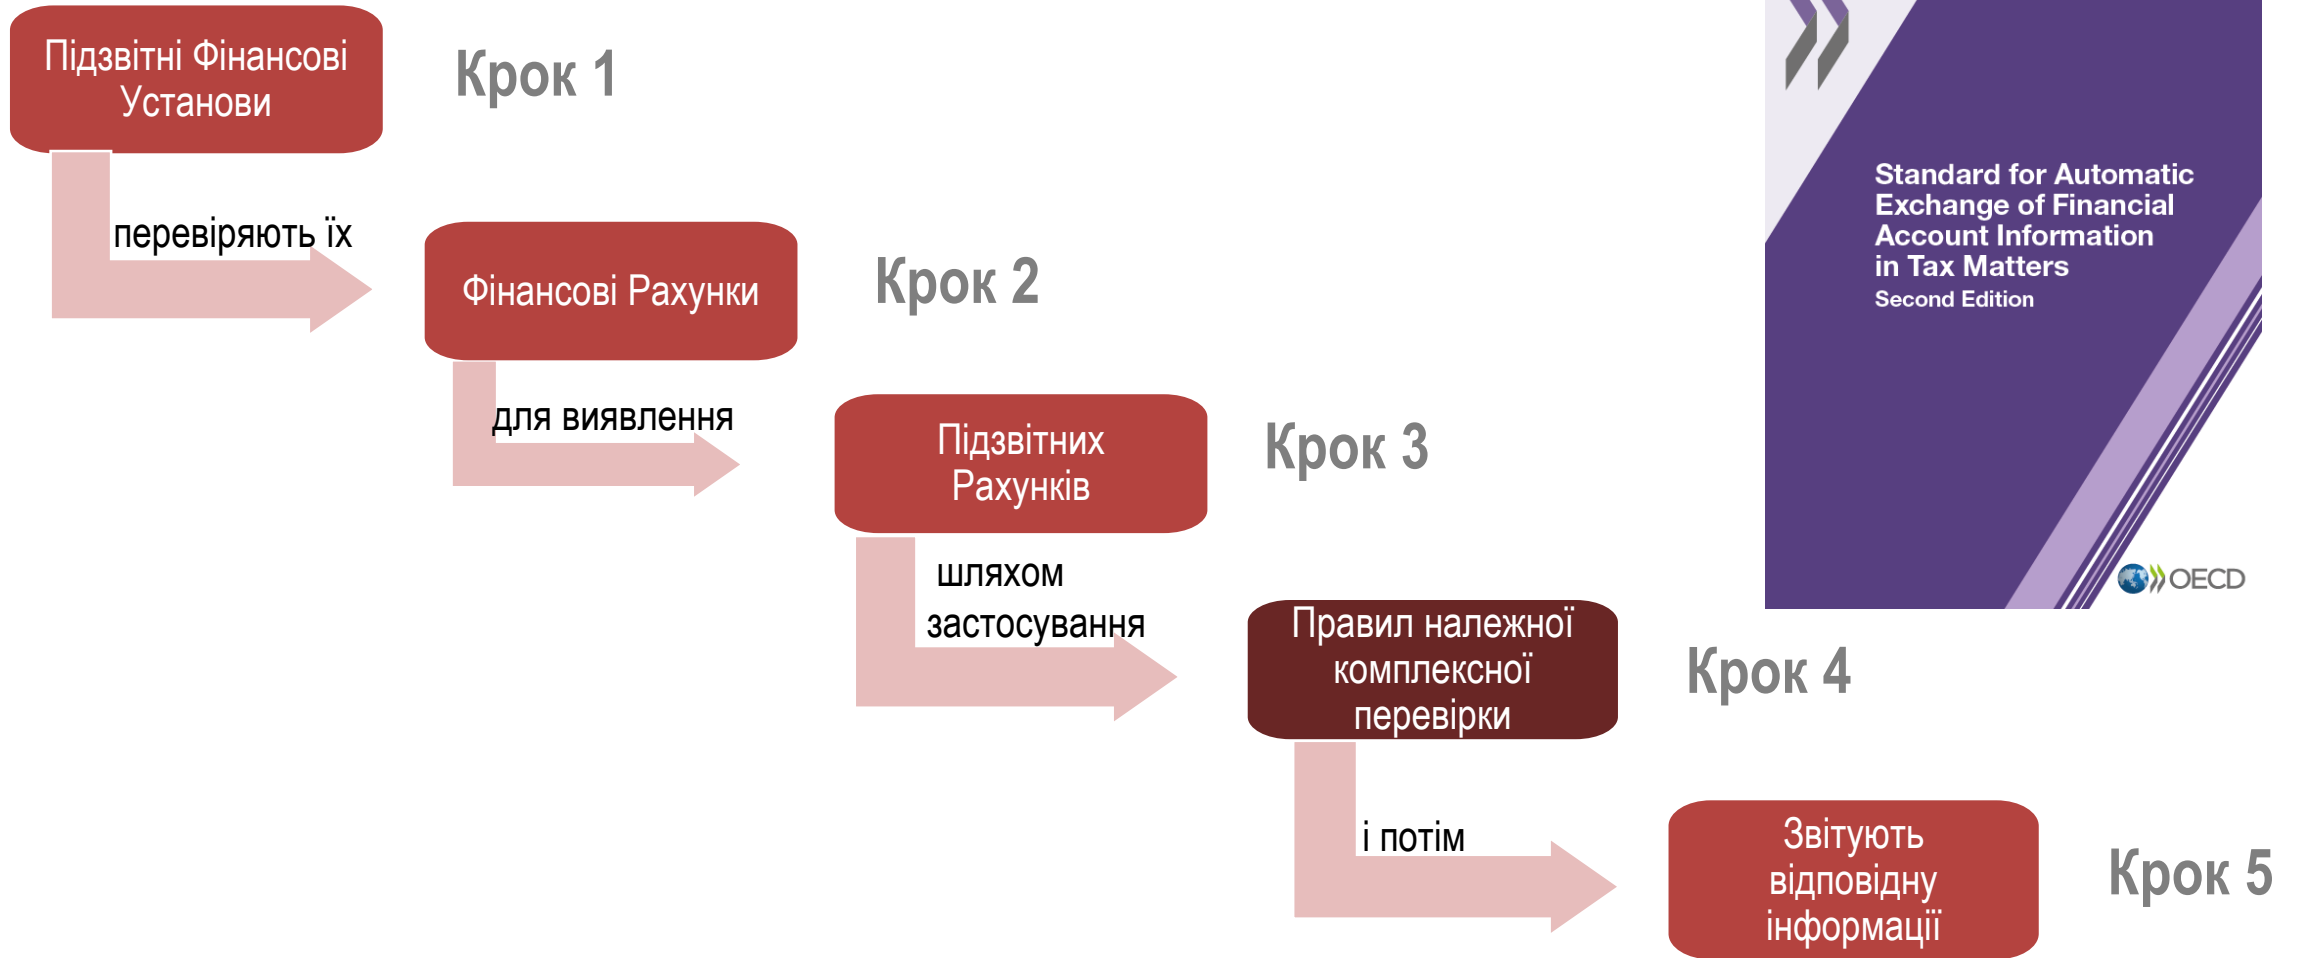 Підзвітні Фінансові
Установи
Крок 1
перевіряють їх
Фінансові Рахунки
Крок 2
для виявлення
Підзвітних
Рахунків
Крок 3
шляхом
застосування
Правил належної
комплексної
перевірки
Крок 4
і потім
Звітують
відповідну
інформації
Крок 5
Standard for Automatic
Exchange of Financial
Account Information
in Tax Matters
Second Edition
OECD